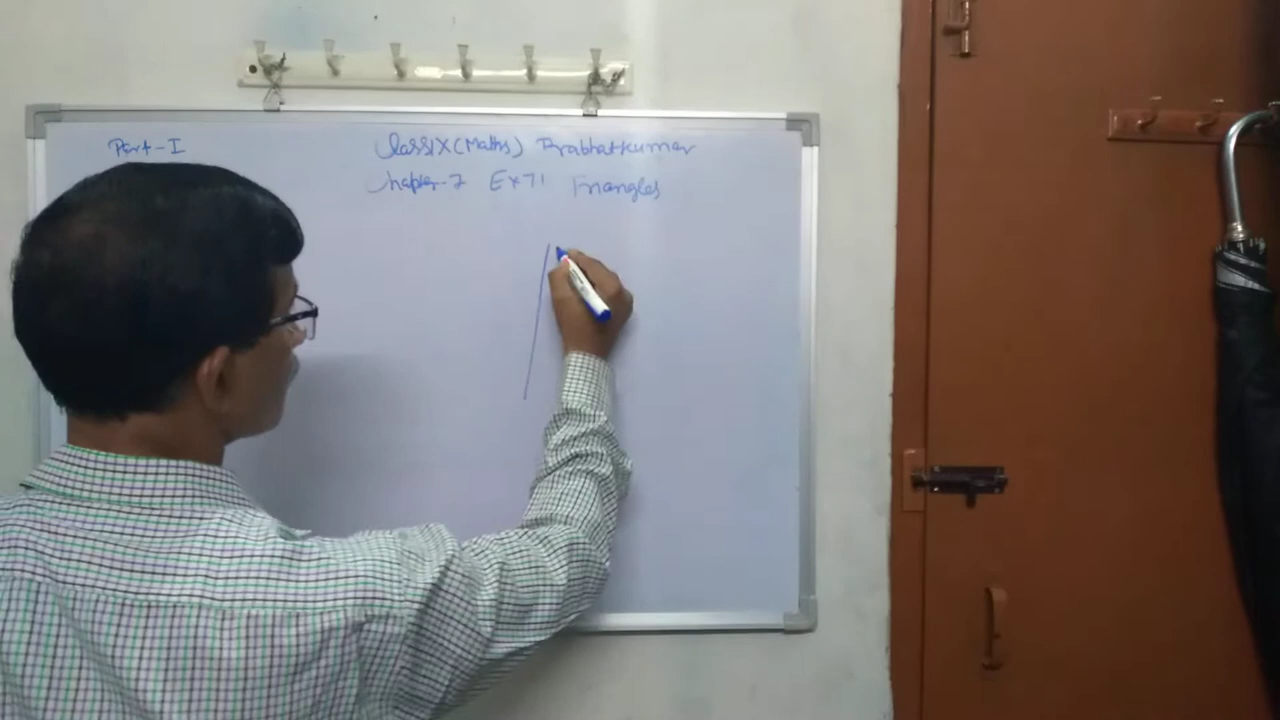 Part-I
Class IX (Maths) Prabhat Kumar
Chapter-7 Ex 7.1 Triangles